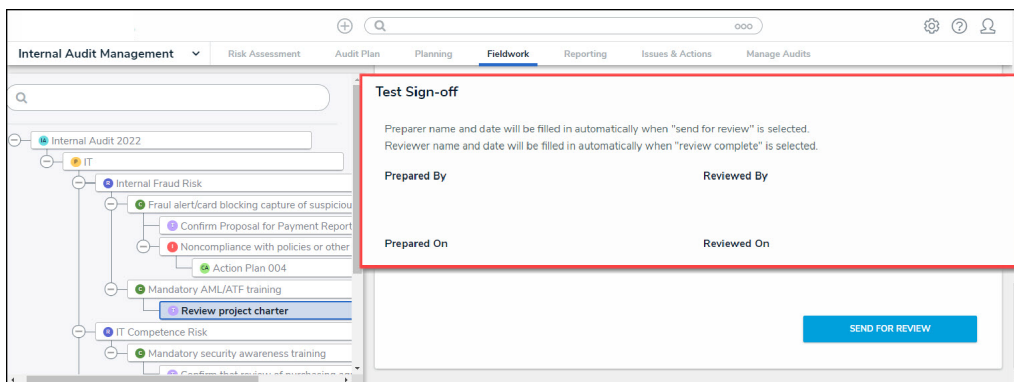 ooo
Internal Audit Management
Risk Assessment
Audit Plan
Planning
Fieldwork
Reporting
Issues & Actions
Manage Audits
IA Internal Audit 2022
IT
R Internal Fraud Risk
C Fraul alert/card blocking capture of suspiciou
T Confirm Proposal for Payment Report
I Noncompliance with policies or other
CA Action Plan 004
C Mandatory AML/ATF training
T Review project charter
R IT Competence Risk
C Mandatory security awareness training
Test Sign-off
Preparer name and date will be filled in automatically when "send for review" is selected.
Reviewer name and date will be filled in automatically when "review complete" is selected.
Prepared By
Reviewed By
Prepared On
Reviewed On
SEND FOR REVIEW